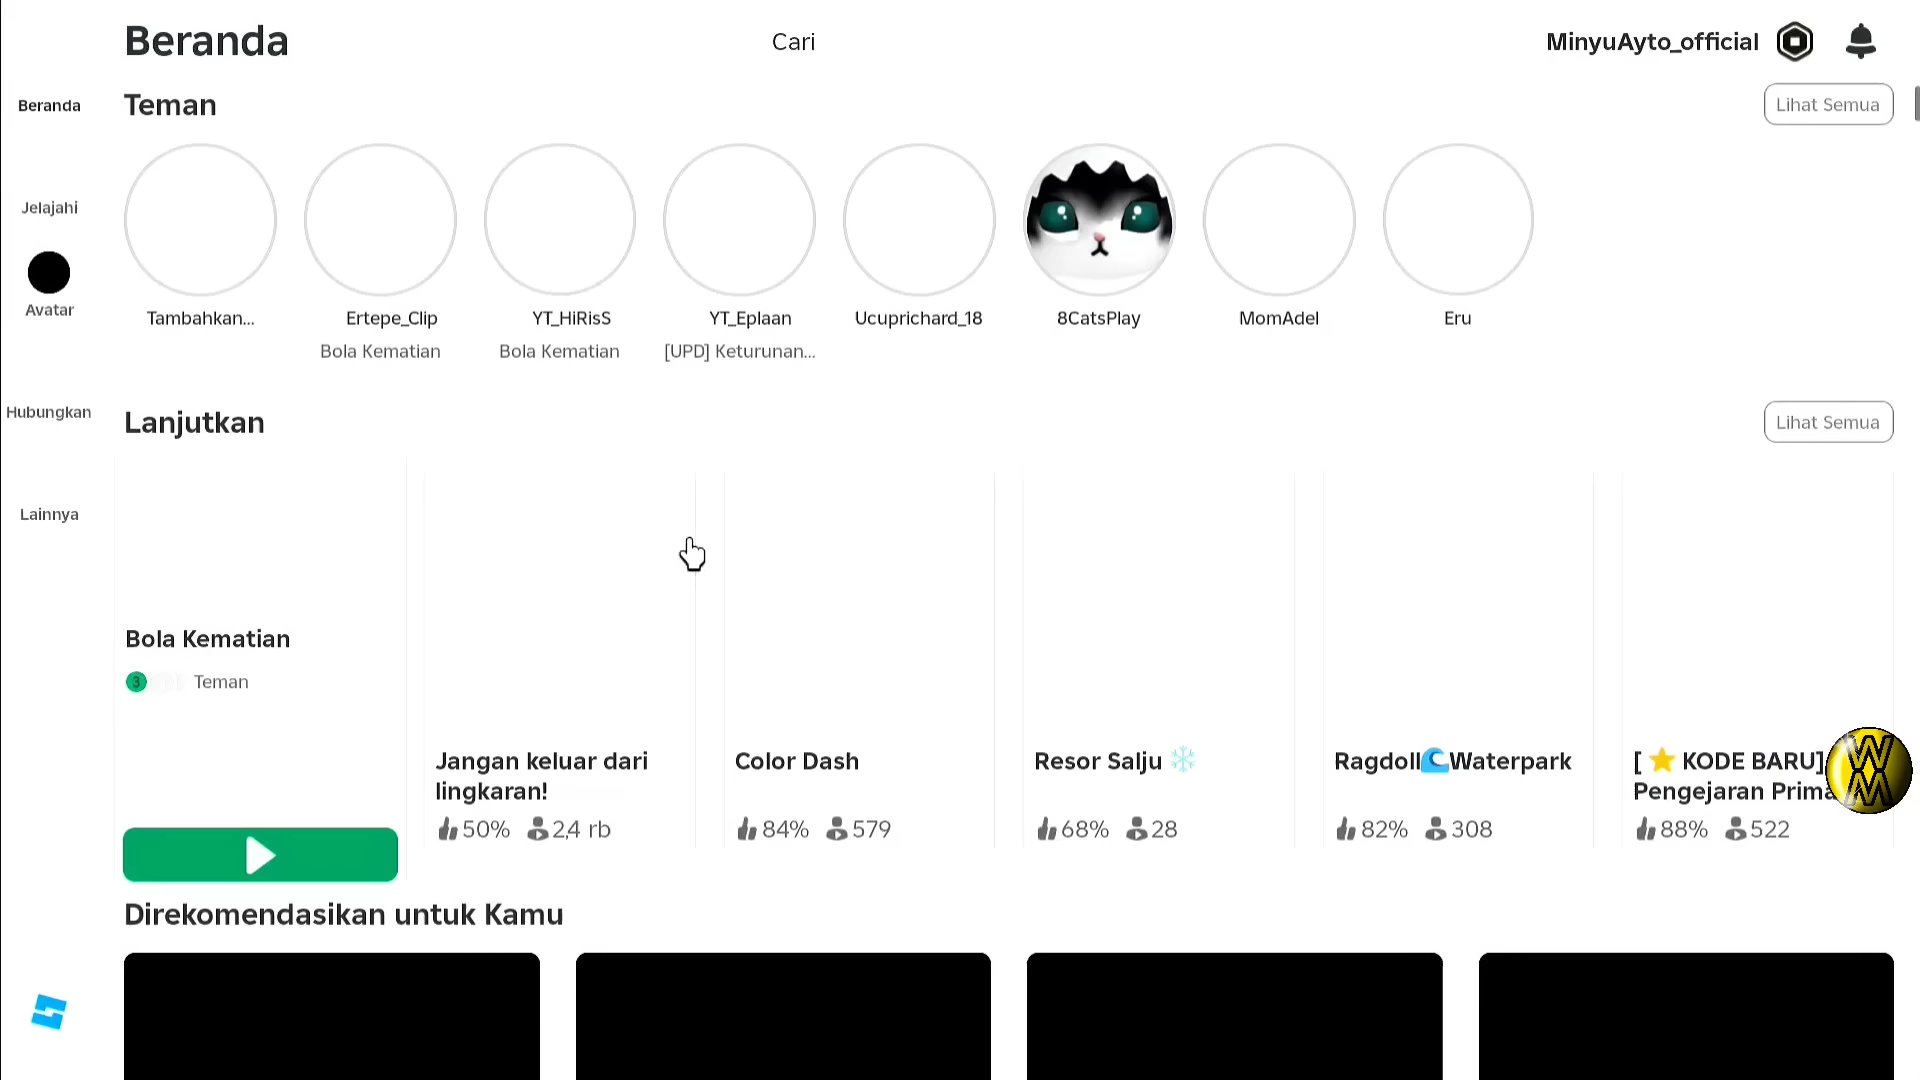 Beranda
Cari
MinyuAyto_official
Beranda
Jelajahi
Avatar
Hubungkan
Lainnya
Teman
Lihat Semua
Tambahkan...
Ertepe_Clip
Bola Kematian
YT_HiRisS
Bola Kematian
YT_Eplaan
[UPD] Keturunan...
Ucuprichard_18
8CatsPlay
MomAdel
Eru
Lanjutkan
Lihat Semua
Bola Kematian
3
Teman
Jangan keluar dari
lingkaran!
50% 2,4 rb
Color Dash
84% 579
Resor Salju ❄️
68% 28
Ragdoll🌊Waterpark
82% 308
[ ⭐ KODE BARU]
Pengejaran Prima
88% 522
WM
Direkomendasikan untuk Kamu